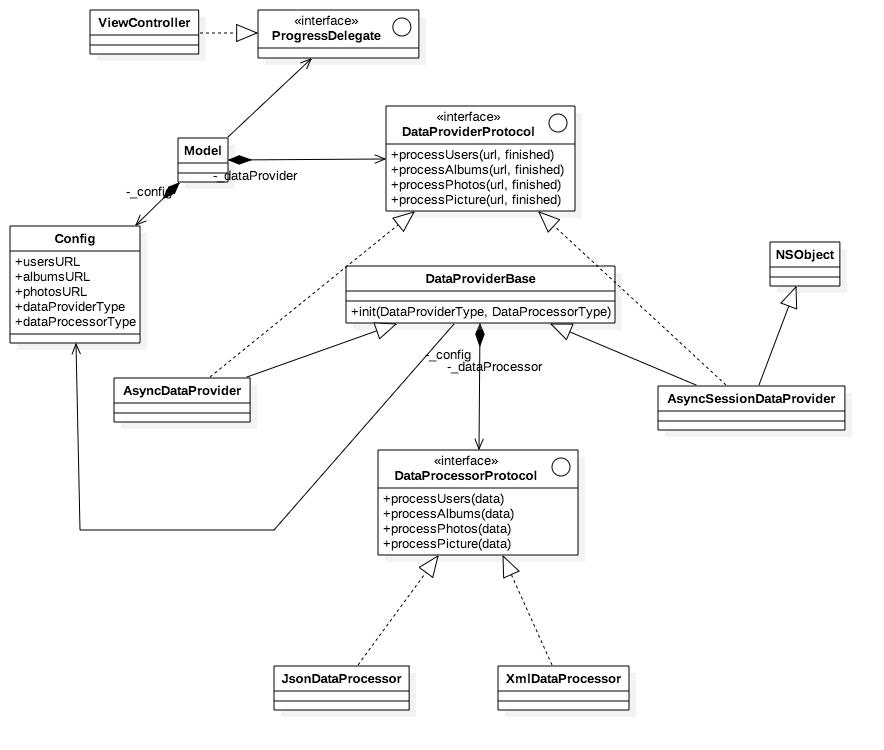 ViewController
«interface»
ProgressDelegate
«interface»
DataProviderProtocol
+processUsers(url, finished)
+processAlbums(url, finished)
+processPhotos(url, finished)
+processPicture(url, finished)
Model
-_dataProvider
-_config
Config
+usersURL
+albumsURL
+photosURL
+dataProviderType
+dataProcessorType
NSObject
DataProviderBase
+init(DataProviderType, DataProcessorType)
-_config
-_dataProcessor
AsyncDataProvider
AsyncSessionDataProvider
«interface»
DataProcessorProtocol
+processUsers(data)
+processAlbums(data)
+processPhotos(data)
+processPicture(data)
JsonDataProcessor
XmlDataProcessor